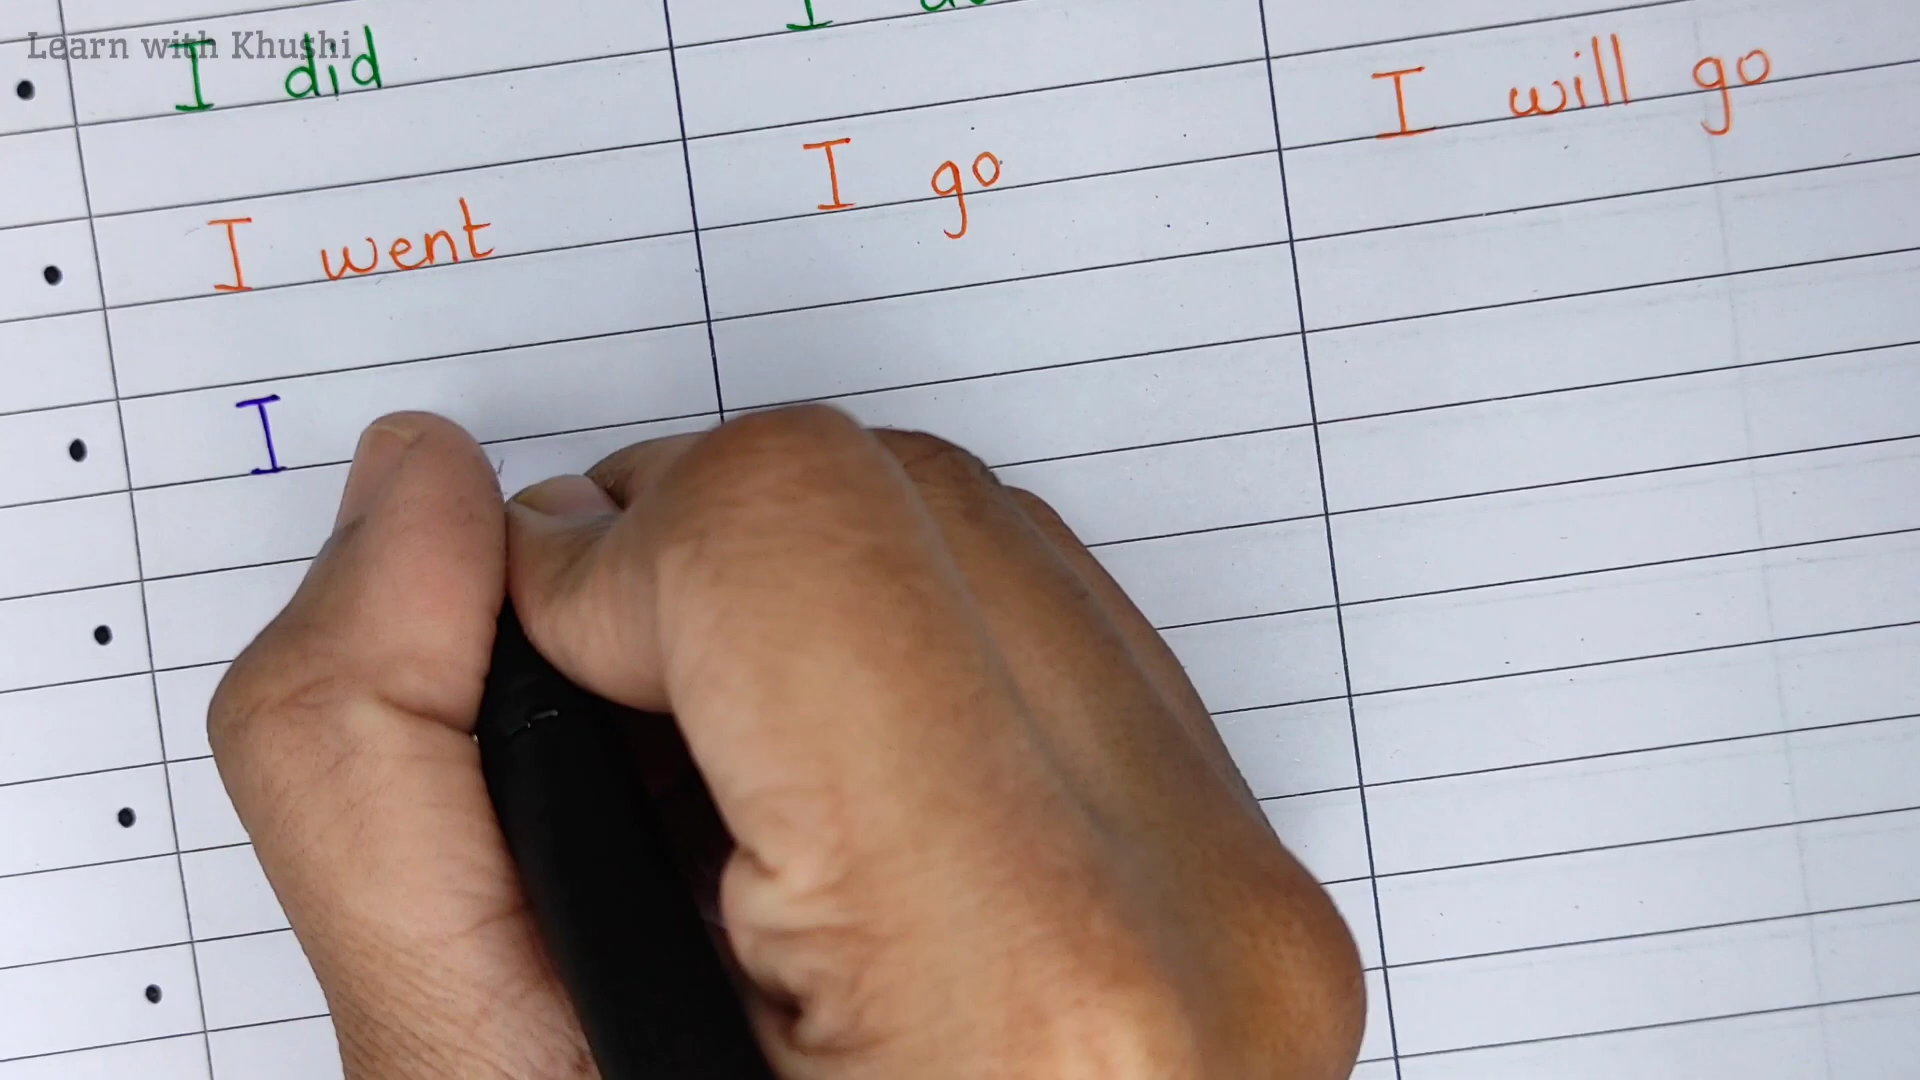 Learn with Khushi
I did
I will go
I go
I went
I